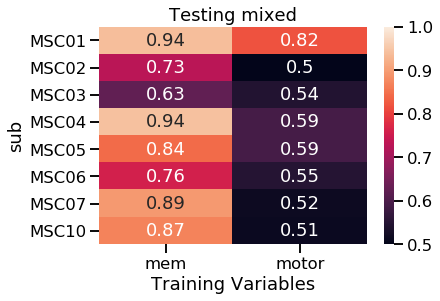 Testing mixed
sub
MSC01 0.94 0.82
MSC02 0.73 0.5
MSC03 0.63 0.54
MSC04 0.94 0.59
MSC05 0.84 0.59
MSC06 0.76 0.55
MSC07 0.89 0.52
MSC10 0.87 0.51
mem motor
Training Variables
1.0
0.9
0.8
0.7
0.6
0.5